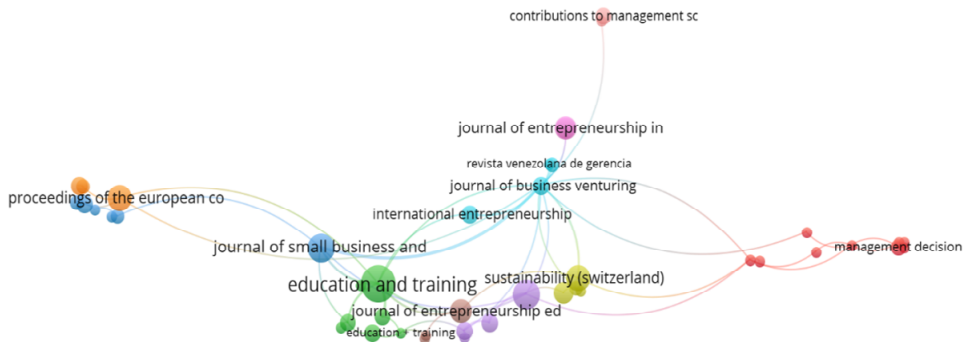 contributions to management sc
journal of entrepreneurship in
revista venezolana de gerencia
journal of business venturing
proceedings of the european co
international entrepreneurship
journal of small business and
management decision
education and training
sustainability (switzerland)
journal of entrepreneurship ed
education + training